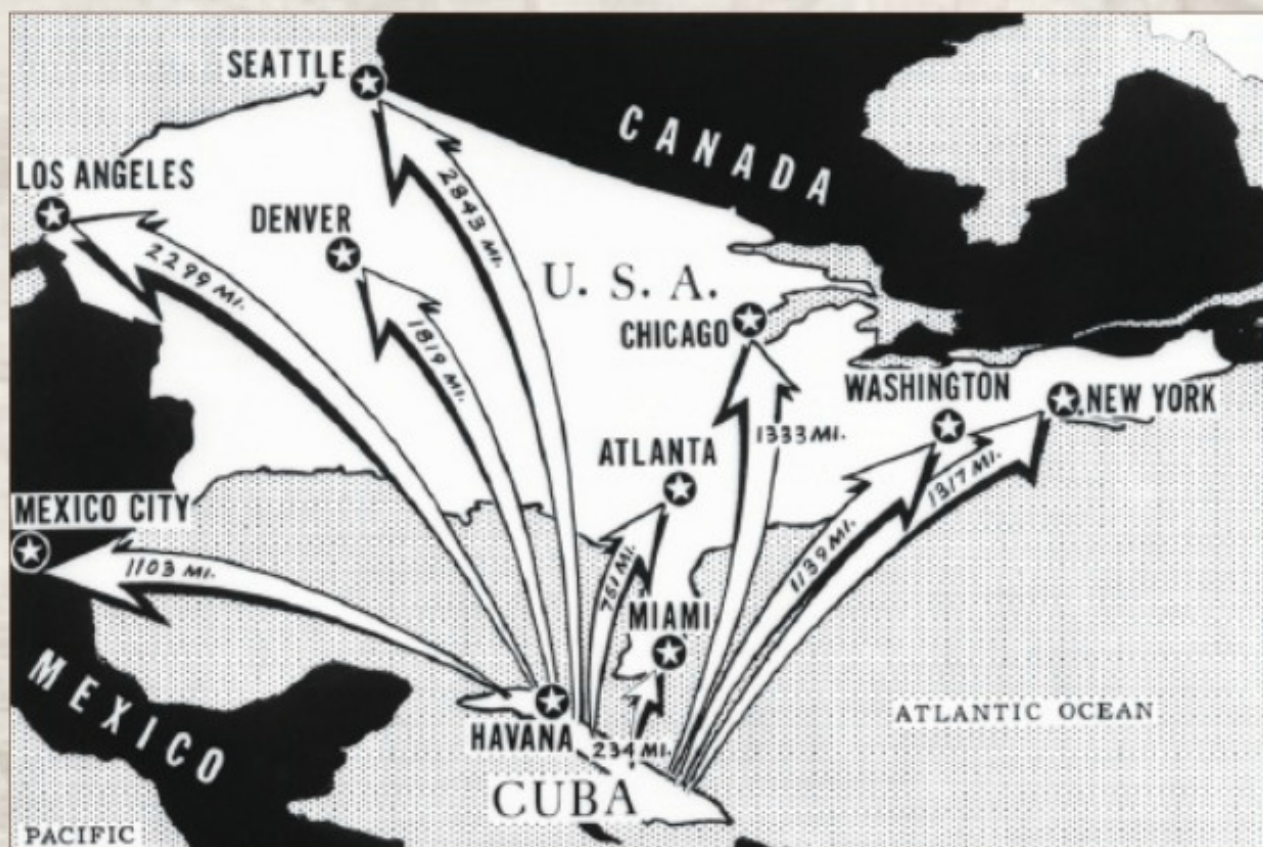 SEATTLE
CANADA
LOS ANGELES
2843 MI.
DENVER
2299 MI.
U. S. A.
CHICAGO
1819 MI.
WASHINGTON
NEW YORK
1333 MI.
ATLANTA
1317 MI.
MEXICO CITY
1139 MI.
1103 MI.
761 MI.
MIAMI
MEXICO
HAVANA
234 MI.
ATLANTIC OCEAN
CUBA
PACIFIC